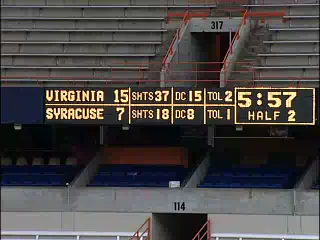 317
VIRGINIA 15 SHTS 37 DC 15 TOL 2 5:57
SYRACUSE 7 SHTS 18 DC 8 TOL 1 HALF 2
114